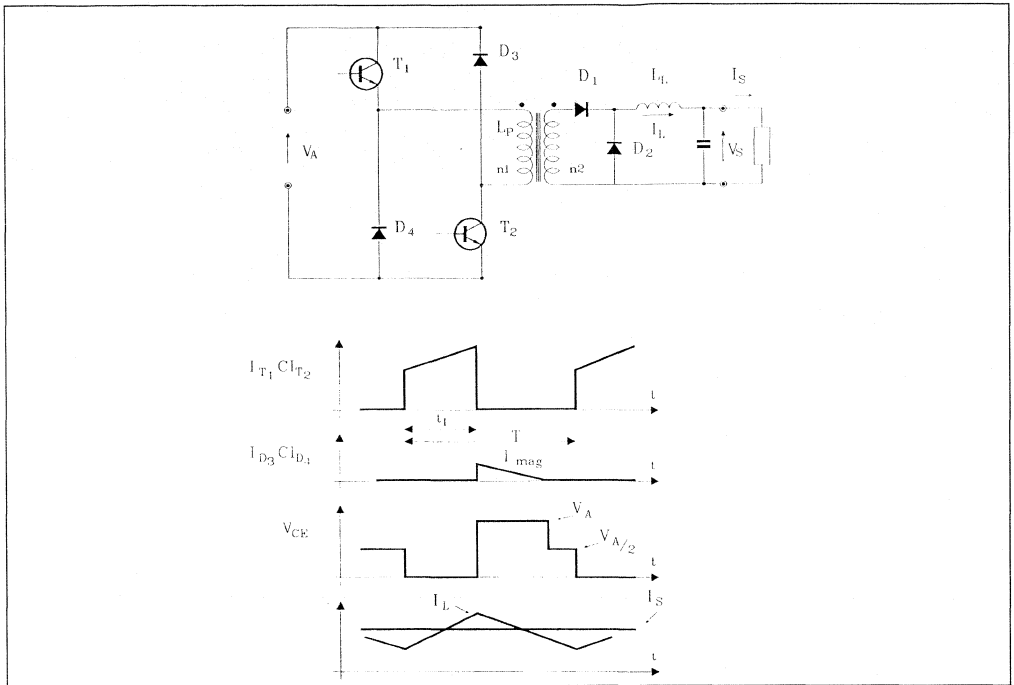 D3
T1
D1
IL
IS
LP
IL
VA
D2
VS
n1
n2
D4
T2
IT1 CIT2
t
t1
T
ID3 CID4
Imag
t
VCE
VA
VA/2
t
IL
IS
t